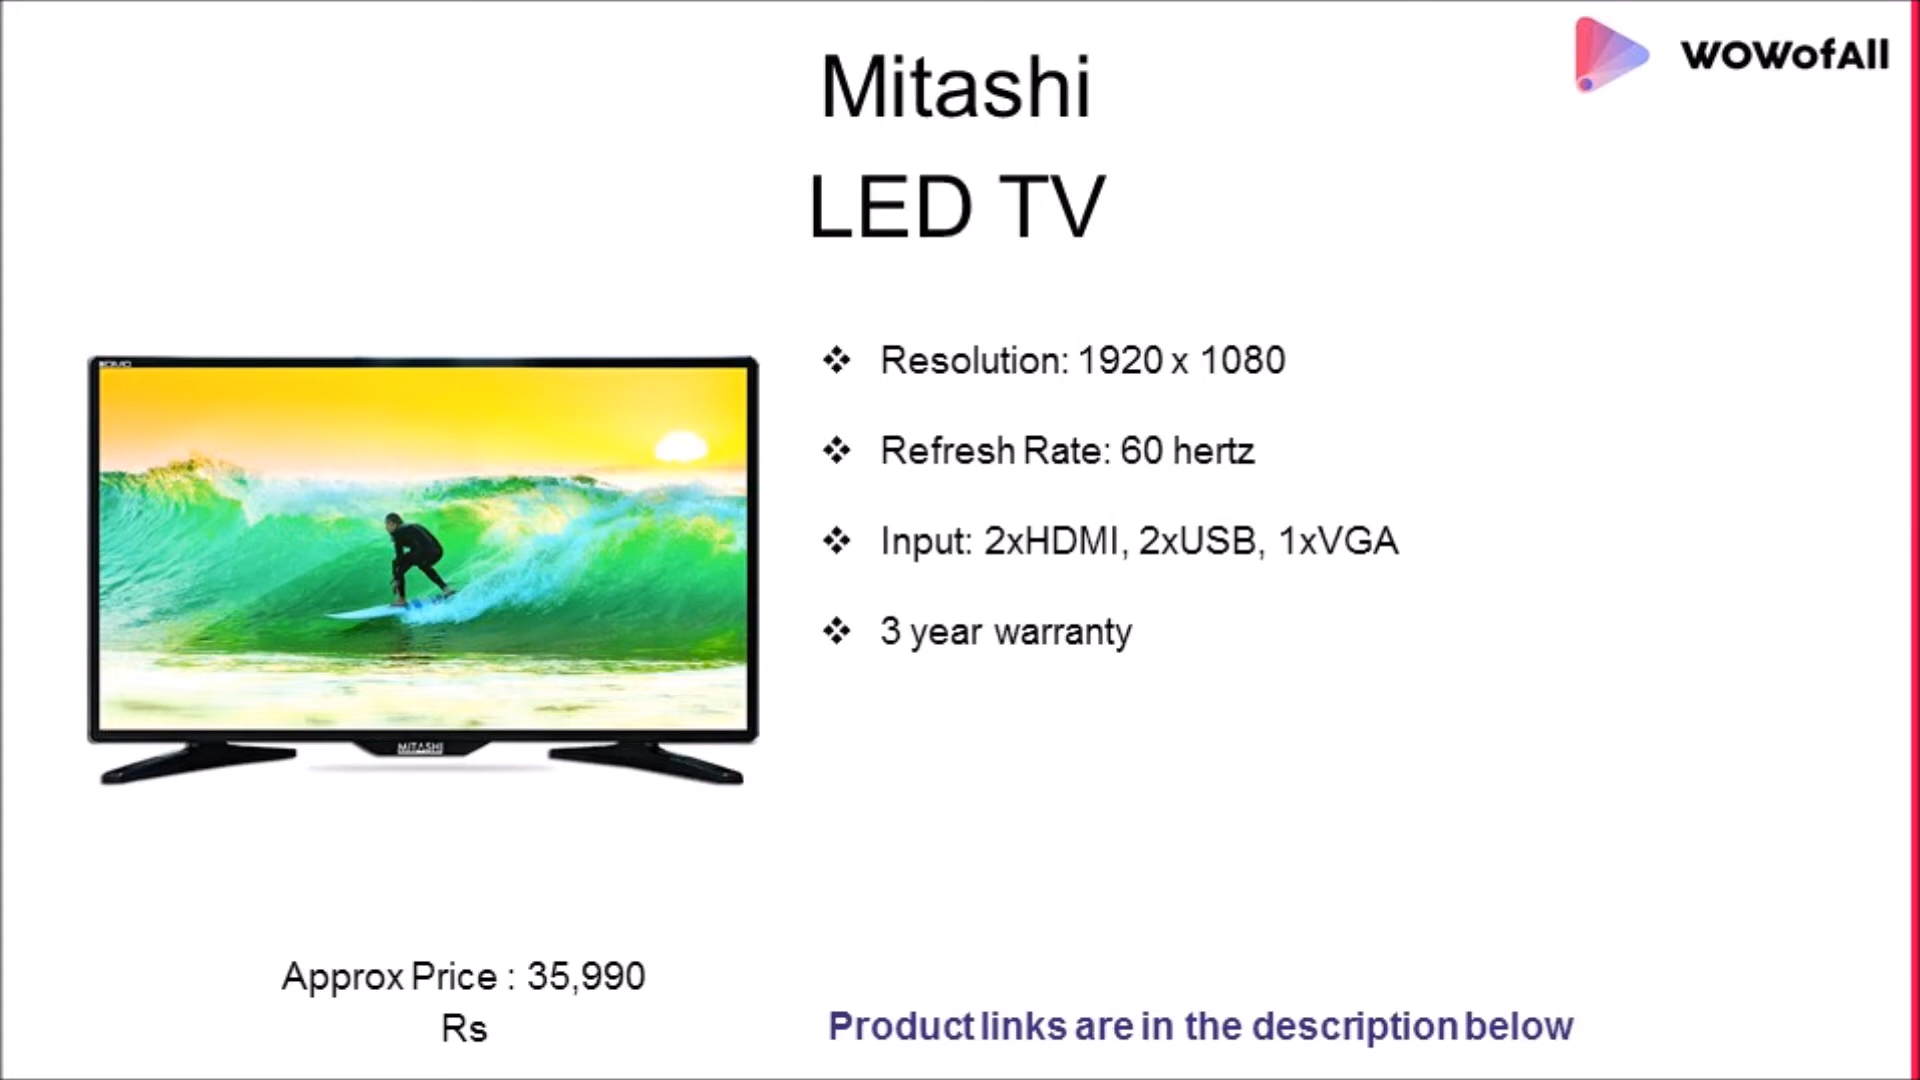 WOWofAll
Mitashi
LED TV
Resolution: 1920 x 1080
Refresh Rate: 60 hertz
Input: 2xHDMI, 2xUSB, 1xVGA
3 year warranty
MITASHI
Approx Price : 35,990
Rs
Product links are in the description below